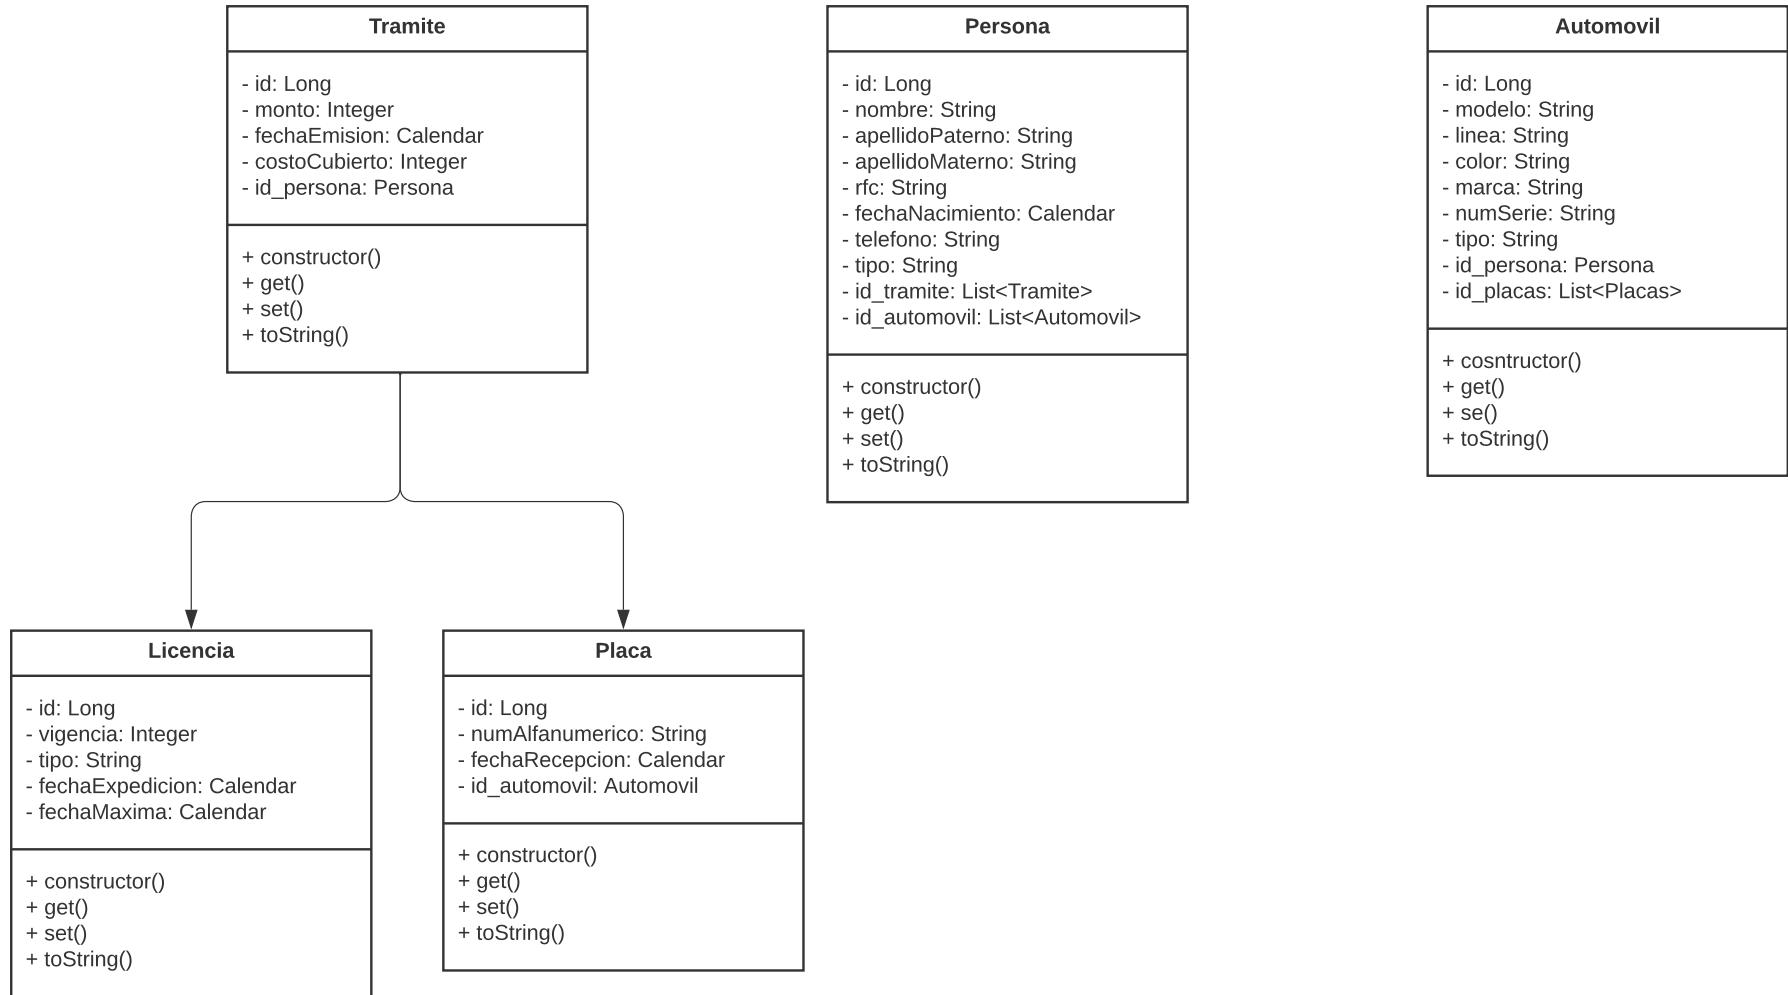 Tramite
- id: Long
- monto: Integer
- fechaEmision: Calendar
- costoCubierto: Integer
- id_persona: Persona
+ constructor()
+ get()
+ set()
+ toString()
Persona
- id: Long
- nombre: String
- apellidoPaterno: String
- apellidoMaterno: String
- rfc: String
- fechaNacimiento: Calendar
- telefono: String
- tipo: String
- id_tramite: List<Tramite>
- id_automovil: List<Automovil>
+ constructor()
+ get()
+ set()
+ toString()
Automovil
- id: Long
- modelo: String
- linea: String
- color: String
- marca: String
- numSerie: String
- tipo: String
- id_persona: Persona
- id_placas: List<Placas>
+ cosntructor()
+ get()
+ se()
+ toString()
Licencia
- id: Long
- vigencia: Integer
- tipo: String
- fechaExpedicion: Calendar
- fechaMaxima: Calendar
+ constructor()
+ get()
+ set()
+ toString()
Placa
- id: Long
- numAlfanumerico: String
- fechaRecepcion: Calendar
- id_automovil: Automovil
+ constructor()
+ get()
+ set()
+ toString()